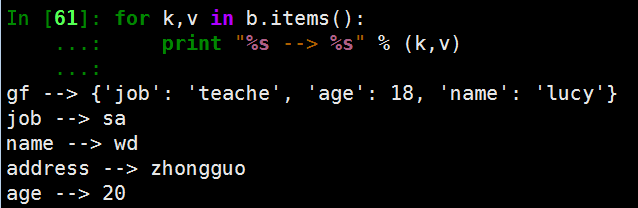 In [61]: for k,v in b.items():
   ...:     print "%s --> %s" % (k,v)
   ...:
gf --> {'job': 'teache', 'age': 18, 'name': 'lucy'}
job --> sa
name --> wd
address --> zhongguo
age --> 20